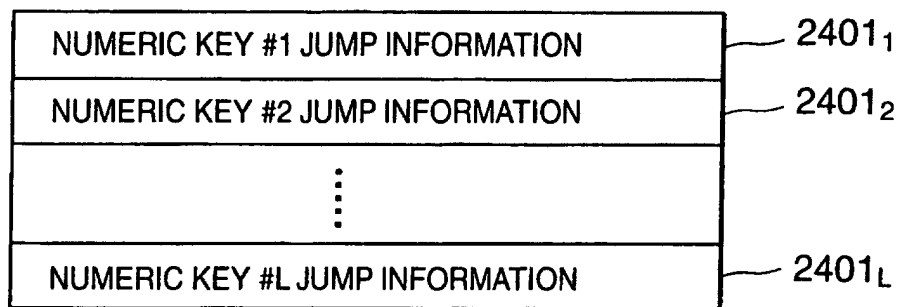 NUMERIC KEY #1 JUMP INFORMATION 2401₁
NUMERIC KEY #2 JUMP INFORMATION 2401₂
NUMERIC KEY #L JUMP INFORMATION 2401L